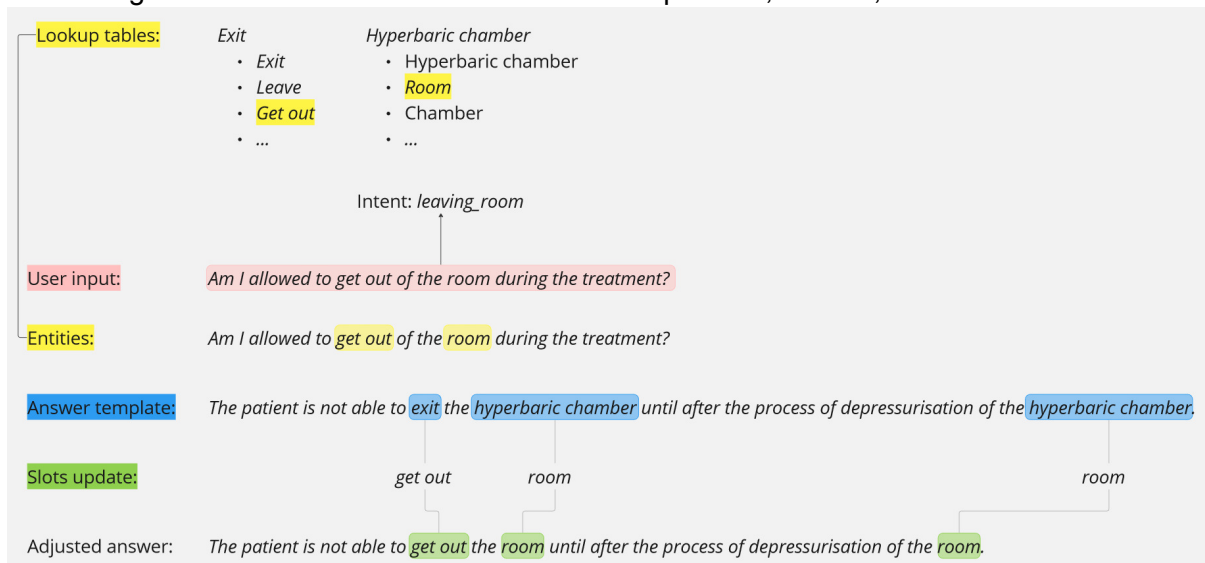 Lookup tables: Exit Hyperbaric chamber
• Exit • Hyperbaric chamber
• Leave • Room
• Get out • Chamber
• ... • ...
Intent: leaving_room
User input: Am I allowed to get out of the room during the treatment?
Entities: Am I allowed to get out of the room during the treatment?
Answer template: The patient is not able to exit the hyperbaric chamber until after the process of depressurisation of the hyperbaric chamber.
Slots update: get out room room
Adjusted answer: The patient is not able to get out the room until after the process of depressurisation of the room.